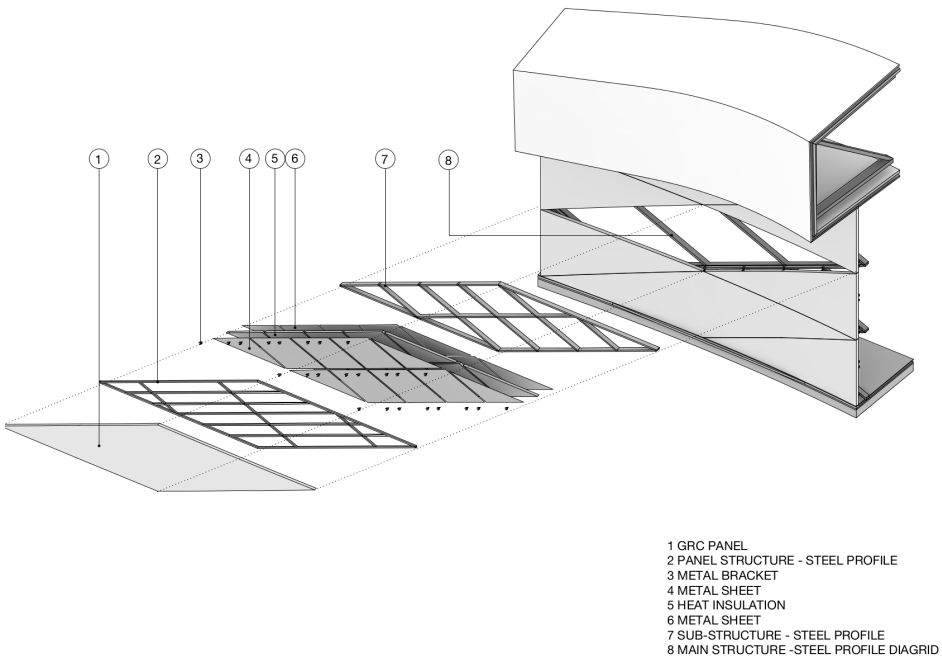 1 2 3 4 5 6 7 8
1 GRC PANEL
2 PANEL STRUCTURE - STEEL PROFILE
3 METAL BRACKET
4 METAL SHEET
5 HEAT INSULATION
6 METAL SHEET
7 SUB-STRUCTURE - STEEL PROFILE
8 MAIN STRUCTURE -STEEL PROFILE DIAGRID